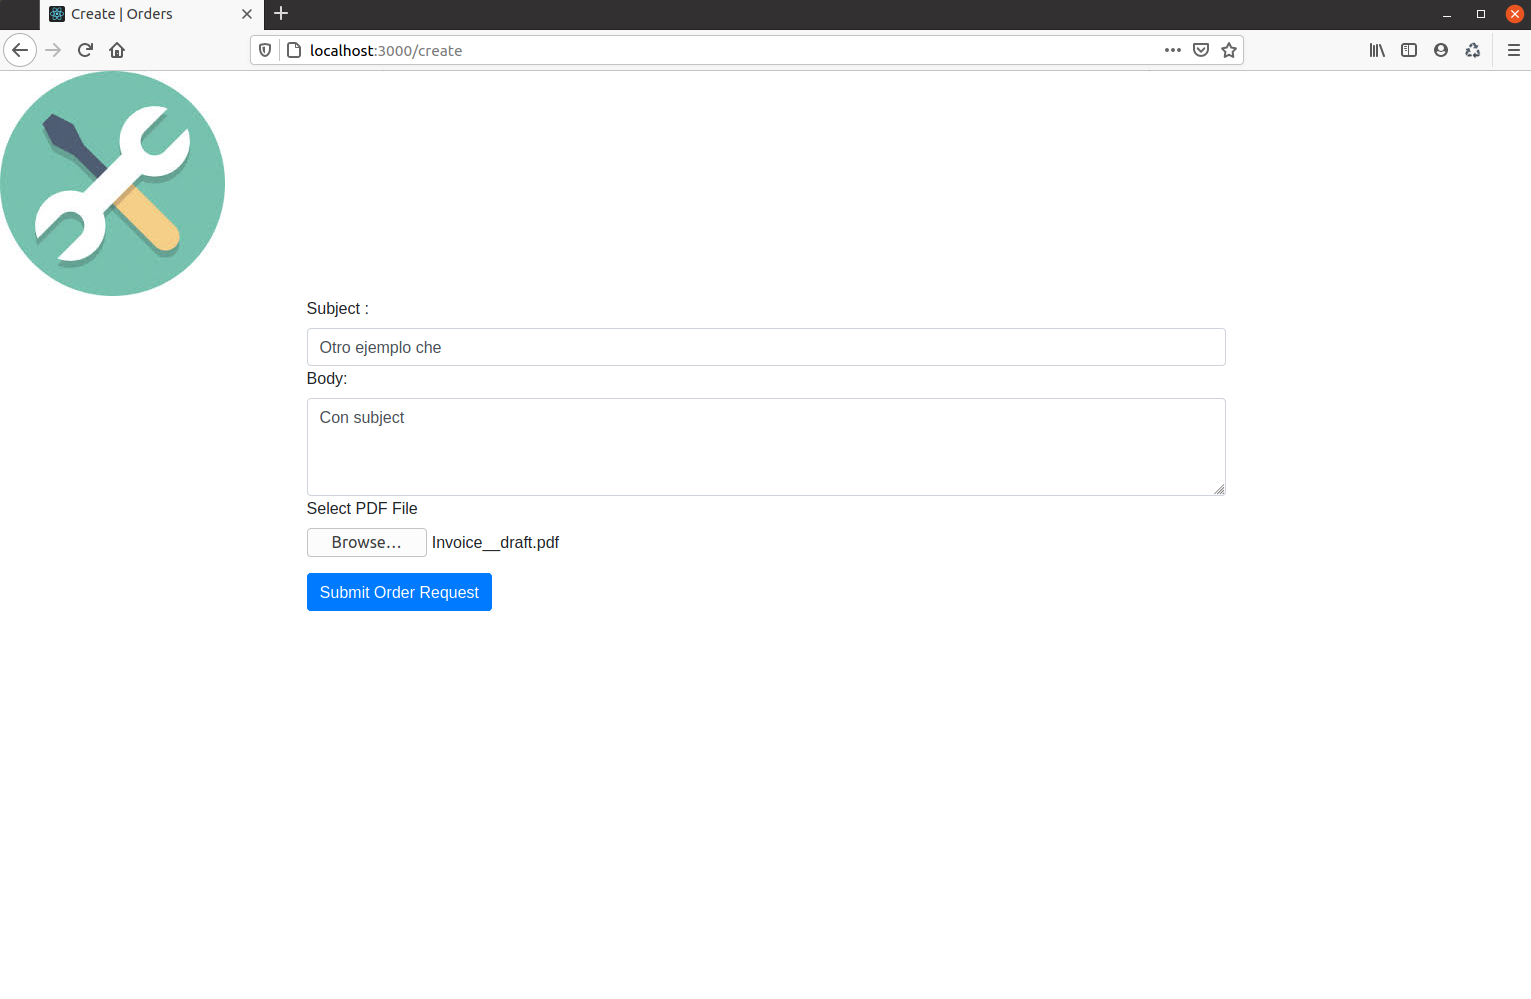 Create | Orders
localhost:3000/create
Subject :
Otro ejemplo che
Body:
Con subject
Select PDF File
Browse... Invoice__draft.pdf
Submit Order Request